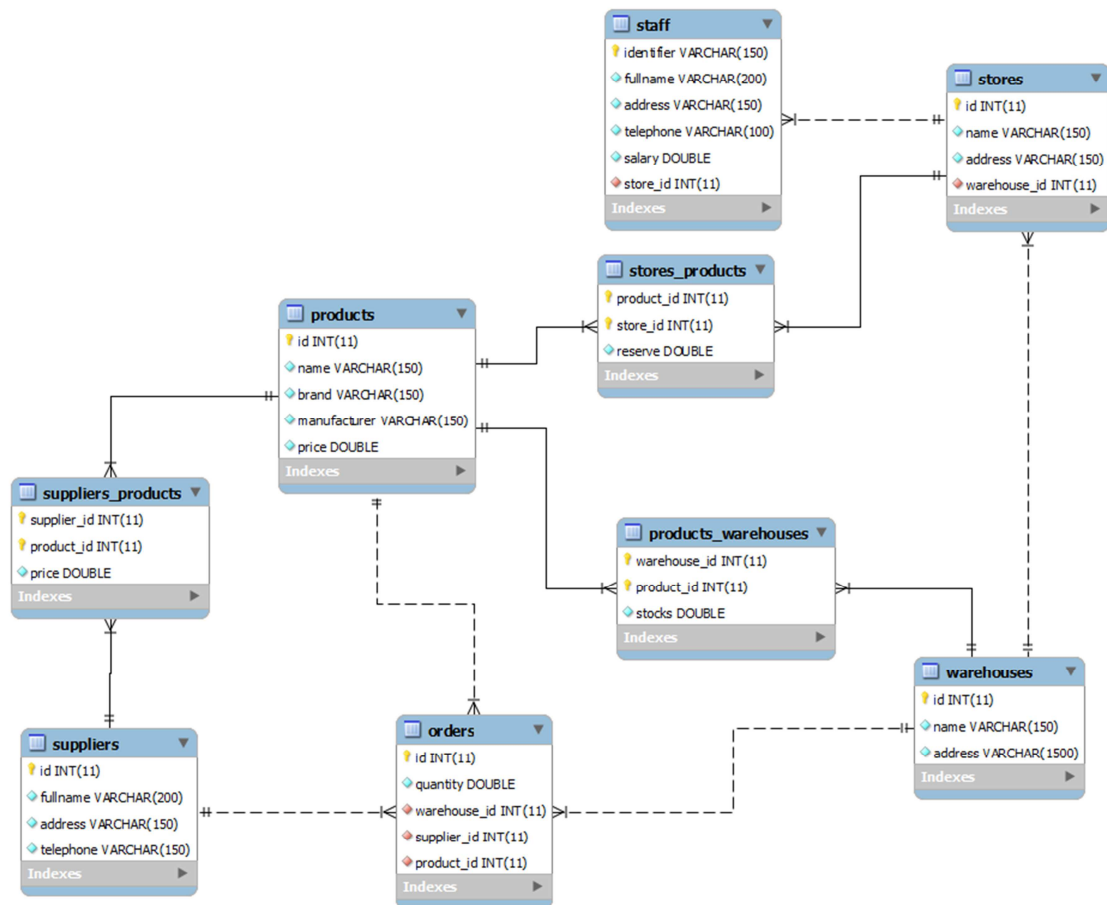 staff
identifier VARCHAR(150)
fullname VARCHAR(200)
address VARCHAR(150)
telephone VARCHAR(100)
salary DOUBLE
store_id INT(11)
Indexes
stores
id INT(11)
name VARCHAR(150)
address VARCHAR(150)
warehouse_id INT(11)
Indexes
stores_products
product_id INT(11)
store_id INT(11)
reserve DOUBLE
Indexes
products
id INT(11)
name VARCHAR(150)
brand VARCHAR(150)
manufacturer VARCHAR(150)
price DOUBLE
Indexes
suppliers_products
supplier_id INT(11)
product_id INT(11)
price DOUBLE
Indexes
products_warehouses
warehouse_id INT(11)
product_id INT(11)
stocks DOUBLE
Indexes
warehouses
id INT(11)
name VARCHAR(150)
address VARCHAR(1500)
Indexes
suppliers
id INT(11)
fullname VARCHAR(200)
address VARCHAR(150)
telephone VARCHAR(150)
Indexes
orders
id INT(11)
quantity DOUBLE
warehouse_id INT(11)
supplier_id INT(11)
product_id INT(11)
Indexes